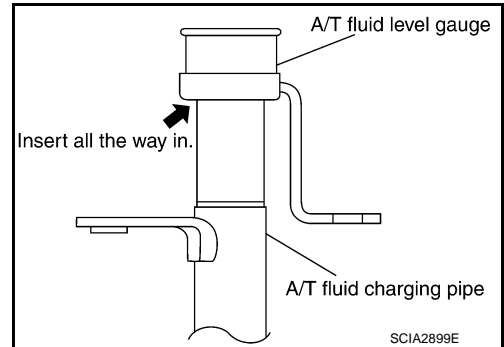 A/T fluid level gauge
Insert all the way in.
A/T fluid charging pipe
SCIA2899E